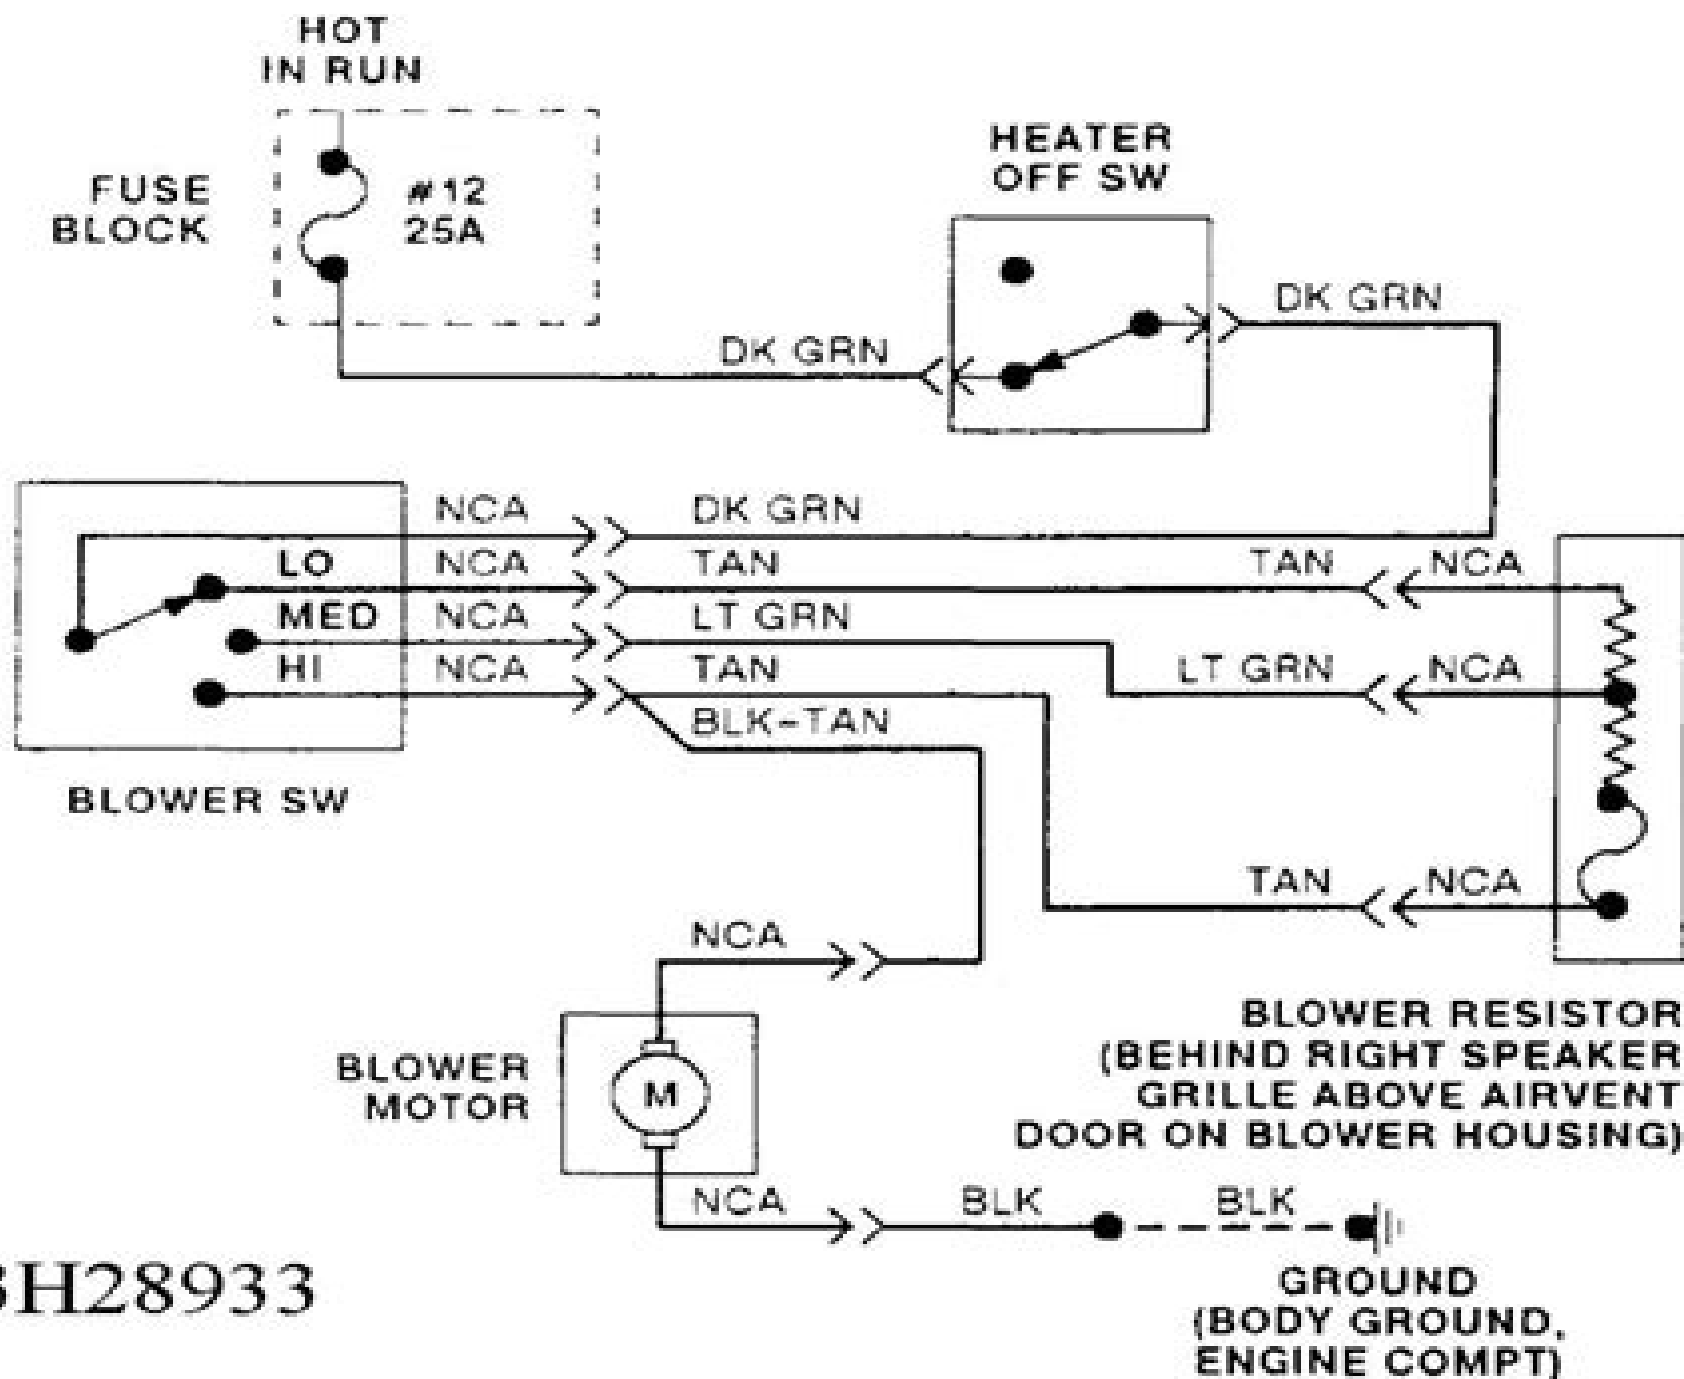 HOT
IN RUN
FUSE
BLOCK
#12
25A
HEATER
OFF SW
DK GRN
DK GRN
NCA
DK GRN
LO
NCA
TAN
TAN
NCA
MED
NCA
LT GRN
HI
NCA
TAN
LT GRN
NCA
BLK-TAN
BLOWER SW
TAN
NCA
NCA
BLOWER
MOTOR
M
BLOWER RESISTOR
(BEHIND RIGHT SPEAKER
GRILLE ABOVE AIRVENT
DOOR ON BLOWER HOUSING)
NCA
BLK
BLK
GROUND
(BODY GROUND,
ENGINE COMPT)
H28933